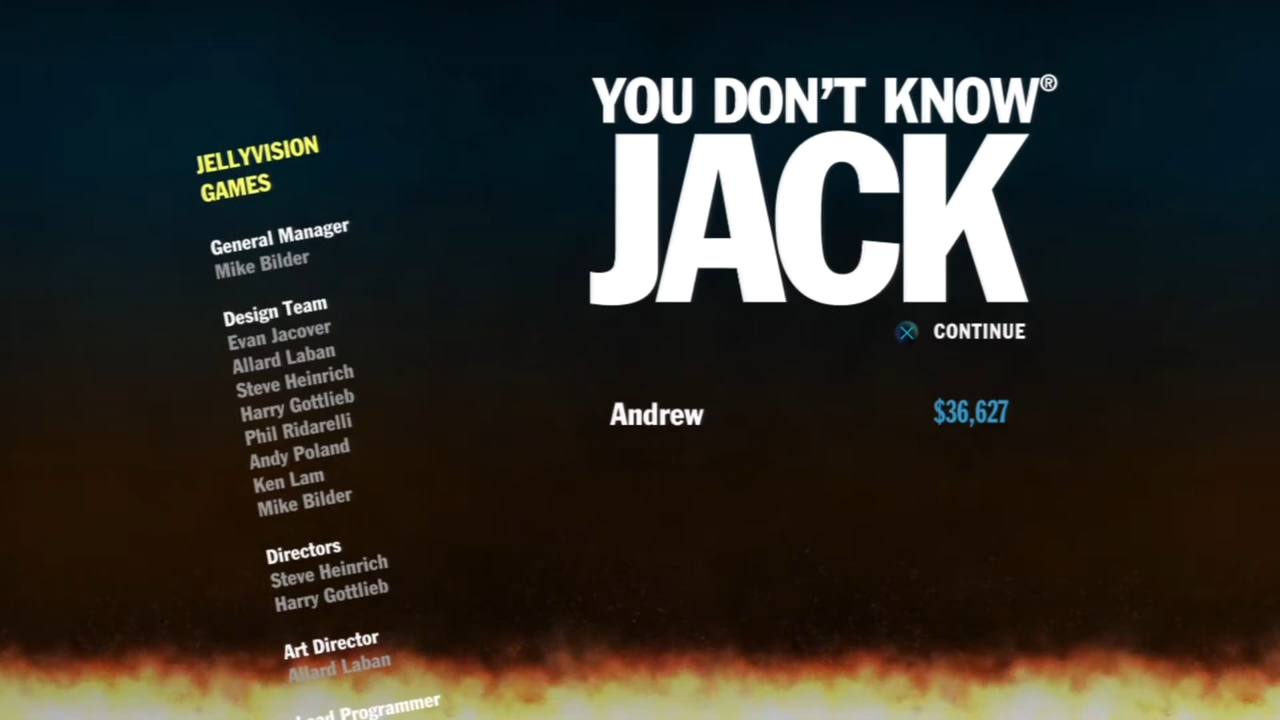 JELLYVISION
GAMES
General Manager
Mike Bilder
Design Team
Evan Jacover
Allard Laban
Steve Heinrich
Harry Gottlieb
Phil Ridarelli
Andy Poland
Ken Lam
Mike Bilder
Directors
Steve Heinrich
Harry Gottlieb
Art Director
Allard Laban
Lead Programmer
YOU DON'T KNOW®
JACK
CONTINUE
Andrew $36,627